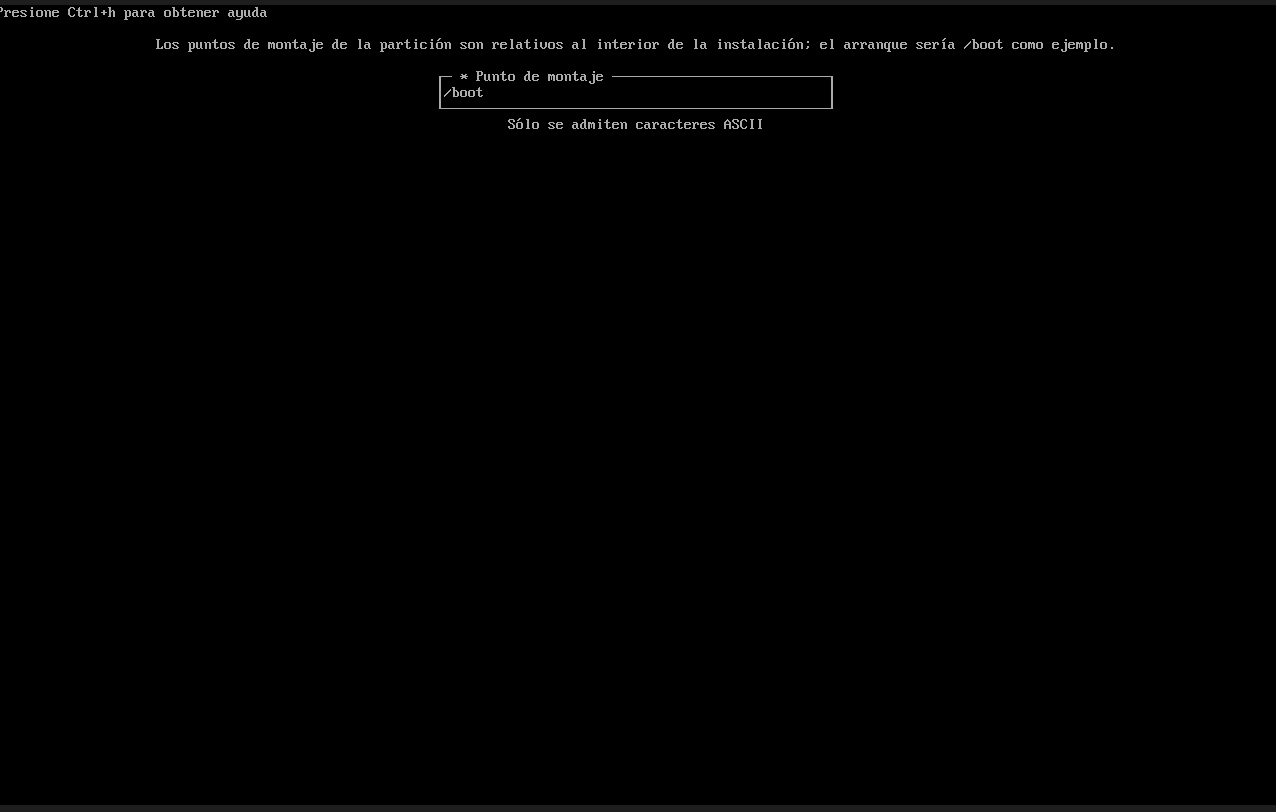 Presione Ctrl+h para obtener ayuda
Los puntos de montaje de la partición son relativos al interior de la instalación; el arranque sería /boot como ejemplo.
* Punto de montaje
/boot
Sólo se admiten caracteres ASCII